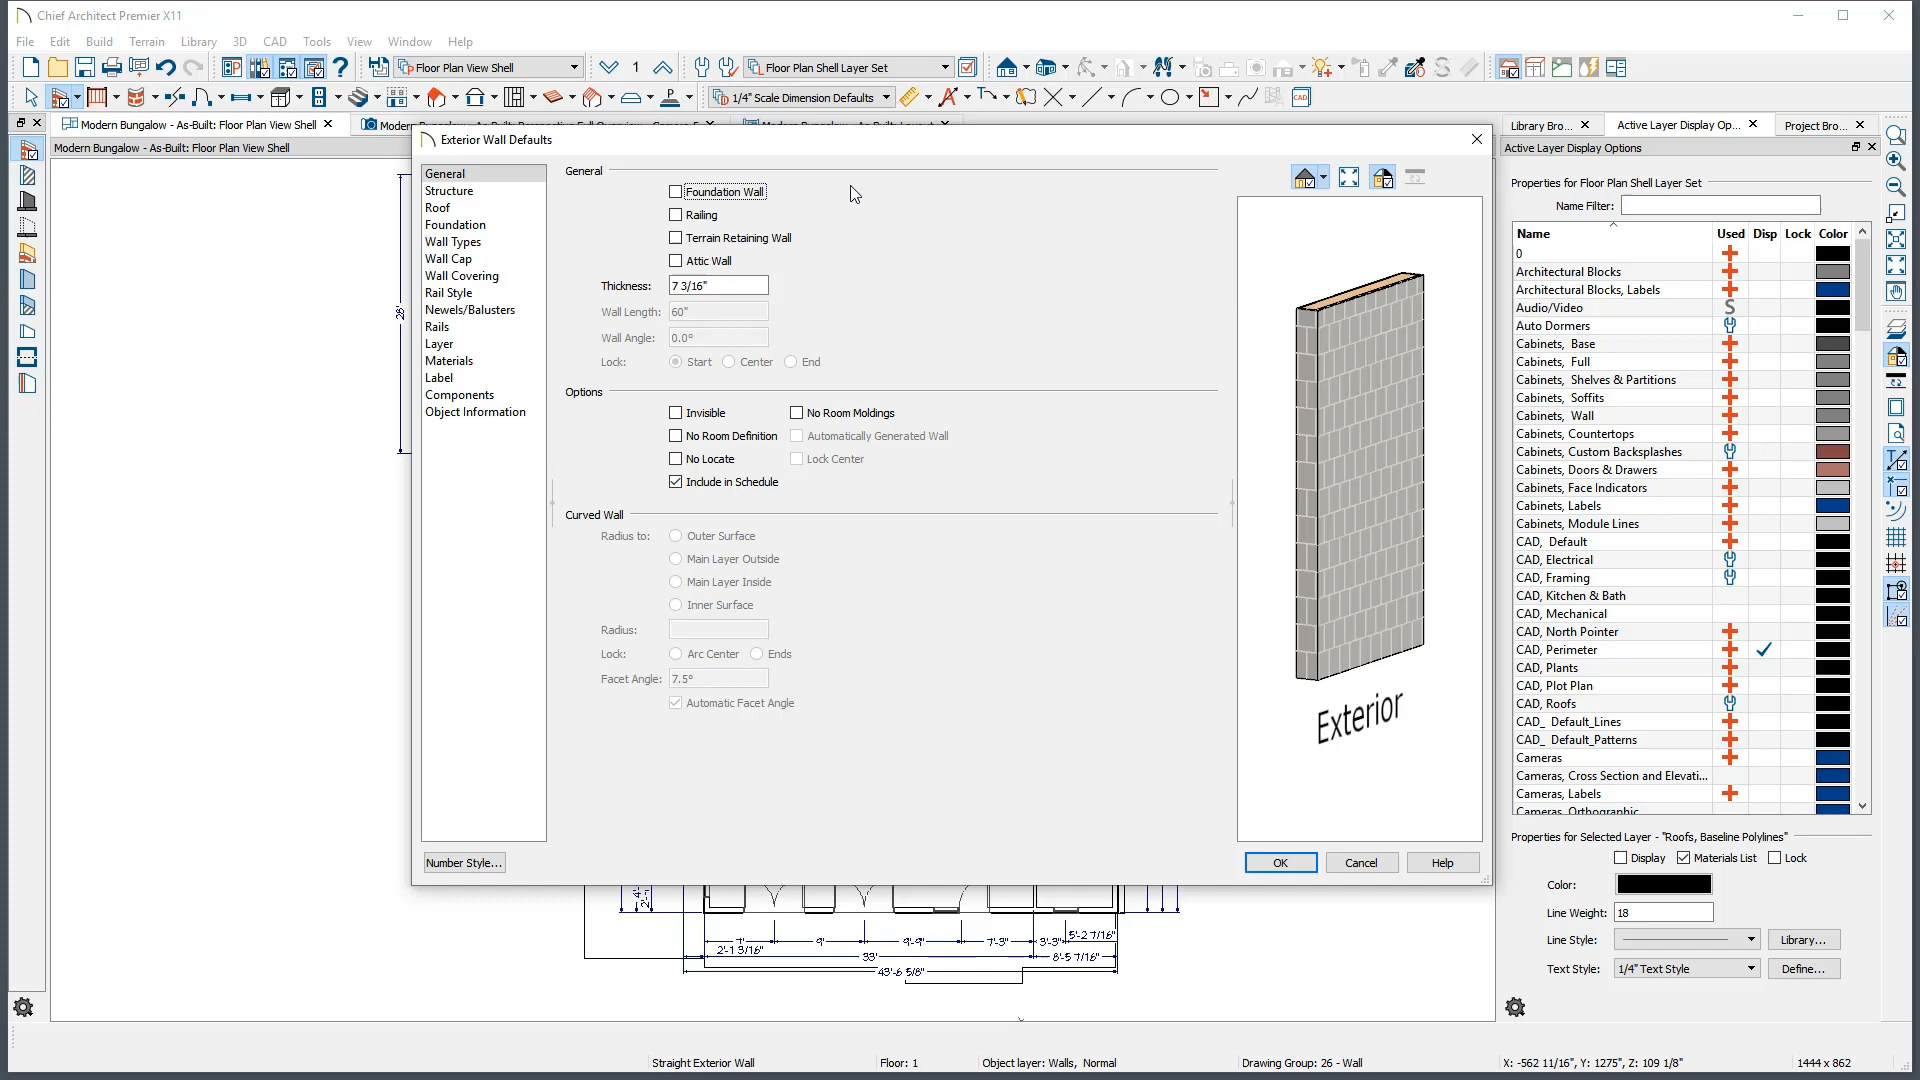 Chief Architect Premier X11
File Edit Build Terrain Library 3D CAD Tools View Window Help
Floor Plan View Shell
1
Floor Plan Shell Layer Set
1/4" Scale Dimension Defaults
CAD
Modern Bungalow - As-Built: Floor Plan View Shell
Library Bro...
Active Layer Display Op...
Project Bro...
Modern Bungalow - As-Built: Floor Plan View Shell
Active Layer Display Options
Exterior Wall Defaults
General
Structure
Roof
Foundation
Wall Types
Wall Cap
Wall Covering
Rail Style
Newels/Balusters
Rails
Layer
Materials
Label
Components
Object Information
Number Style...
General
Foundation Wall
Railing
Terrain Retaining Wall
Attic Wall
Thickness: 7 3/16"
Wall Length: 60"
Wall Angle: 0.0°
Lock: Start Center End
Options
Invisible No Room Moldings
No Room Definition Automatically Generated Wall
No Locate Lock Center
Include in Schedule
Curved Wall
Radius to: Outer Surface
Main Layer Outside
Main Layer Inside
Inner Surface
Radius:
Lock: Arc Center Ends
Facet Angle: 7.5°
Automatic Facet Angle
Exterior
OK Cancel Help
28'
7' 9' 9'-9" 7'-3" 3'-3" 5'-2 7/16"
2'-1 3/16"
33' 8'-5 7/16"
43'-6 5/8"
Properties for Floor Plan Shell Layer Set
Name Filter:
Name Used Disp Lock Color
0
Architectural Blocks
Architectural Blocks, Labels
Audio/Video S
Auto Dormers
Cabinets, Base
Cabinets, Full
Cabinets, Shelves & Partitions
Cabinets, Soffits
Cabinets, Wall
Cabinets, Countertops
Cabinets, Custom Backsplashes
Cabinets, Doors & Drawers
Cabinets, Face Indicators
Cabinets, Labels
Cabinets, Module Lines
CAD, Default
CAD, Electrical
CAD, Framing
CAD, Kitchen & Bath
CAD, Mechanical
CAD, North Pointer
CAD, Perimeter
CAD, Plants
CAD, Plot Plan
CAD, Roofs
CAD_ Default_Lines
CAD_ Default_Patterns
Cameras
Cameras, Cross Section and Elevati...
Cameras, Labels
Cameras, Orthographic
Properties for Selected Layer - "Roofs, Baseline Polylines"
Display Materials List Lock
Color:
Line Weight: 18
Line Style: Library...
Text Style: 1/4" Text Style Define...
Straight Exterior Wall Floor: 1 Object layer: Walls, Normal Drawing Group: 26 - Wall X: -562 11/16", Y: 1275", Z: 109 1/8" 1444 x 862